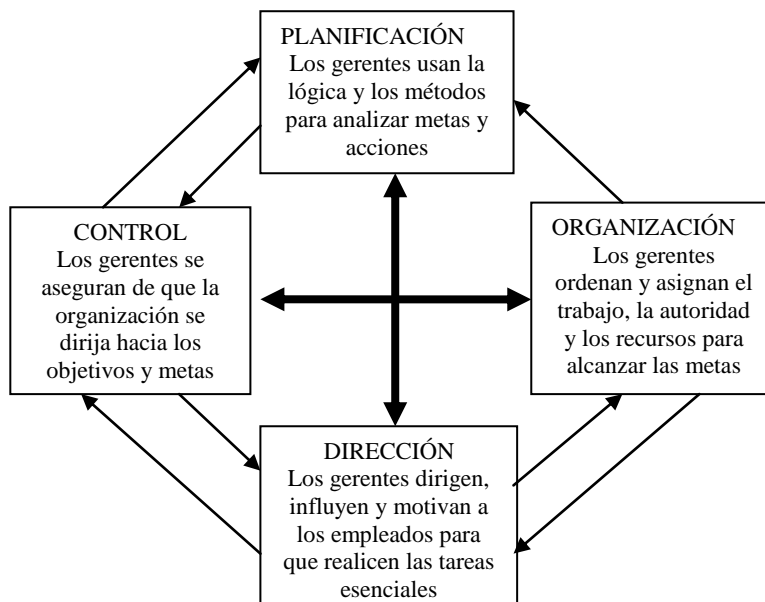 PLANIFICACIÓN
Los gerentes usan la
lógica y los métodos
para analizar metas y
acciones
CONTROL
Los gerentes se
aseguran de que la
organización se
dirija hacia los
objetivos y metas
ORGANIZACIÓN
Los gerentes
ordenan y asignan el
trabajo, la autoridad
y los recursos para
alcanzar las metas
DIRECCIÓN
Los gerentes dirigen,
influyen y motivan a
los empleados para
que realicen las tareas
esenciales